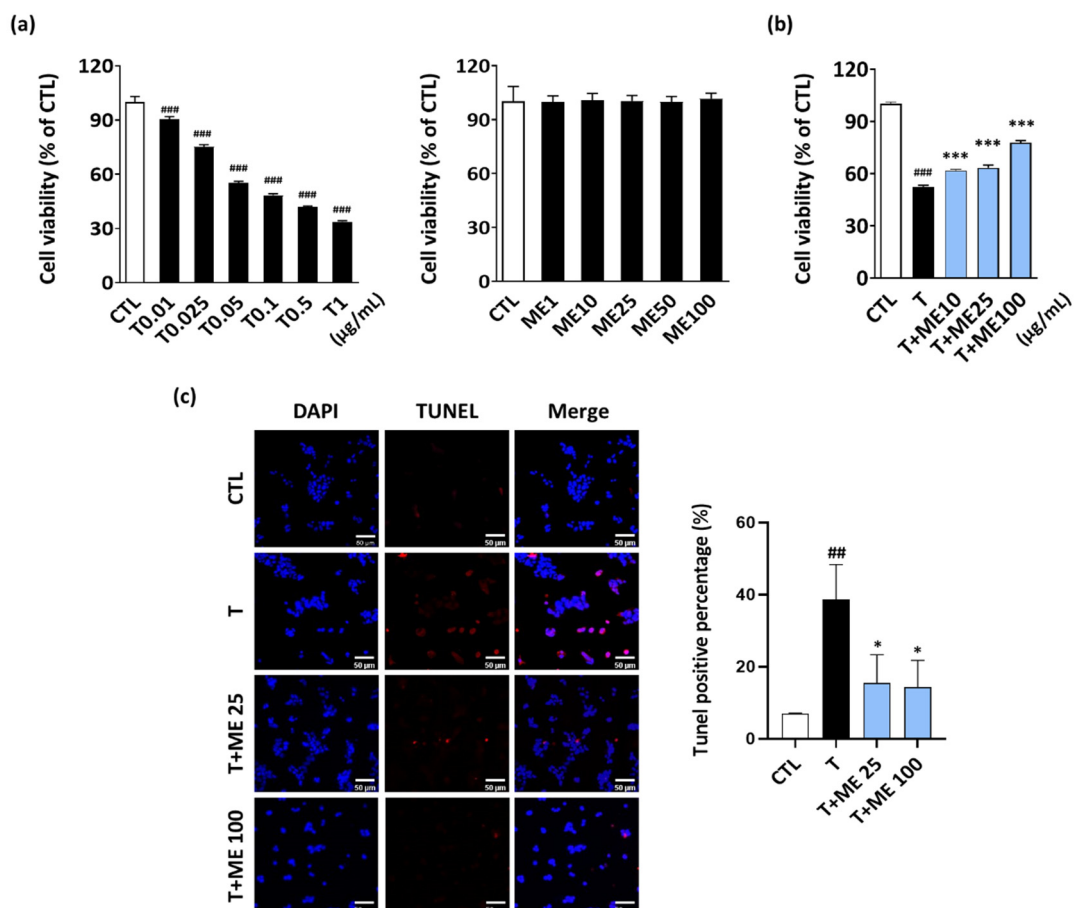 (a)
Cell viability (% of CTL)
120
90
60
30
0
###
###
###
###
###
###
CTL
T0.01
T0.025
T0.05
T0.1
T0.5
T1
(µg/mL)
Cell viability (% of CTL)
120
90
60
30
0
CTL
ME1
ME10
ME25
ME50
ME100
(b)
Cell viability (% of CTL)
120
90
60
30
0
###
***
***
***
CTL
T
T+ME10
T+ME25
T+ME100
(µg/mL)
(c)
DAPI TUNEL Merge
CTL
50 µm 50 µm
T
50 µm 50 µm 50 µm
T+ME 25
50 µm 50 µm 50 µm
T+ME 100
Tunel positive percentage (%)
60
40
20
0
##
*
*
CTL
T
T+ME 25
T+ME 100